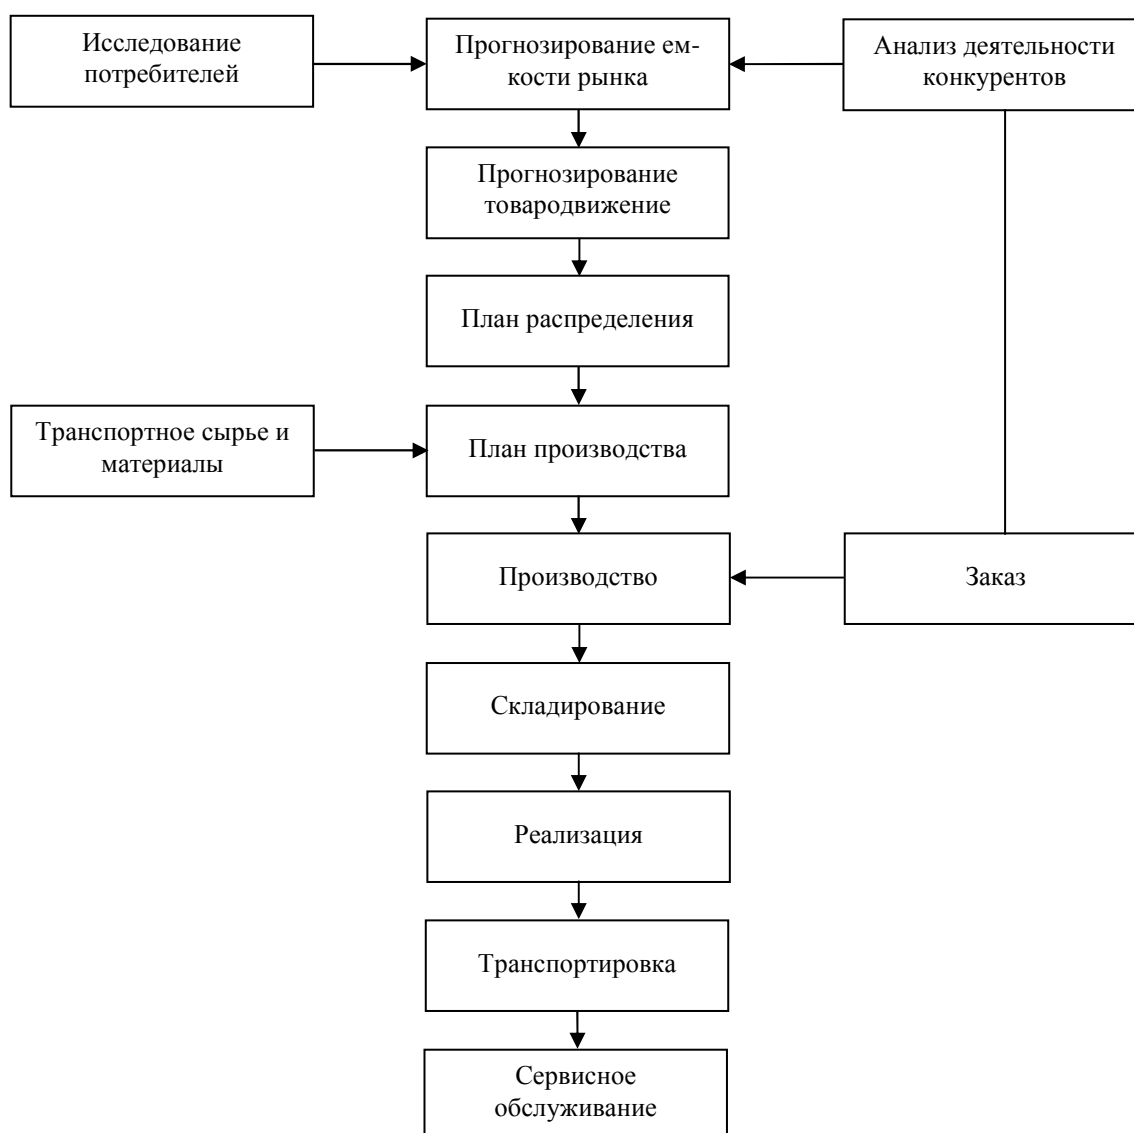 Исследование
потребителей
Прогнозирование ем-
кости рынка
Анализ деятельности
конкурентов
Прогнозирование
товародвижение
План распределения
Транспортное сырье и
материалы
План производства
Производство
Заказ
Складирование
Реализация
Транспортировка
Сервисное
обслуживание